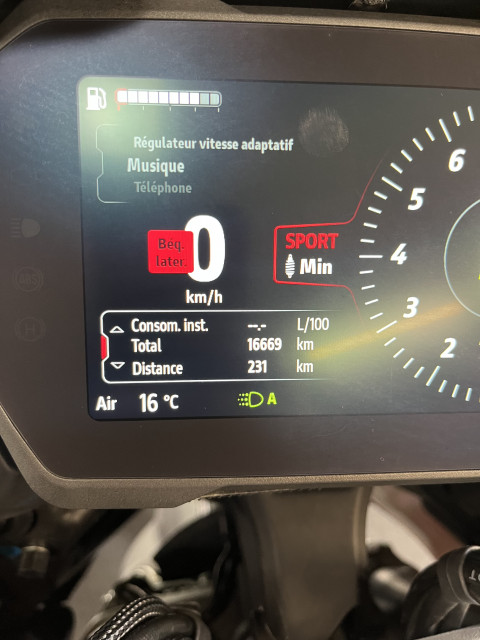 Régulateur vitesse adaptatif
Musique
Téléphone
Béq.
later.
0
km/h
SPORT
Min
6
5
4
3
2
Consom. inst. --.- L/100
Total 16669 km
Distance 231 km
Air 16 °C
A